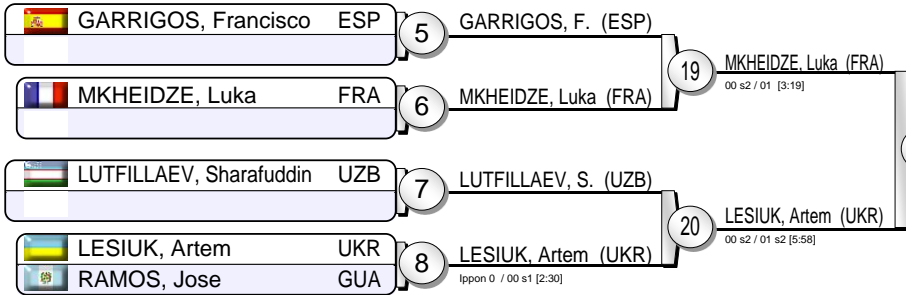 GARRIGOS, Francisco ESP
5
GARRIGOS, F. (ESP)
19
MKHEIDZE, Luka (FRA)
00 s2 / 01 [3:19]
MKHEIDZE, Luka FRA
6
MKHEIDZE, Luka (FRA)
LUTFILLAEV, Sharafuddin UZB
7
LUTFILLAEV, S. (UZB)
20
LESIUK, Artem (UKR)
00 s2 / 01 s2 [5:58]
LESIUK, Artem UKR
RAMOS, Jose GUA
8
LESIUK, Artem (UKR)
Ippon 0 / 00 s1 [2:30]